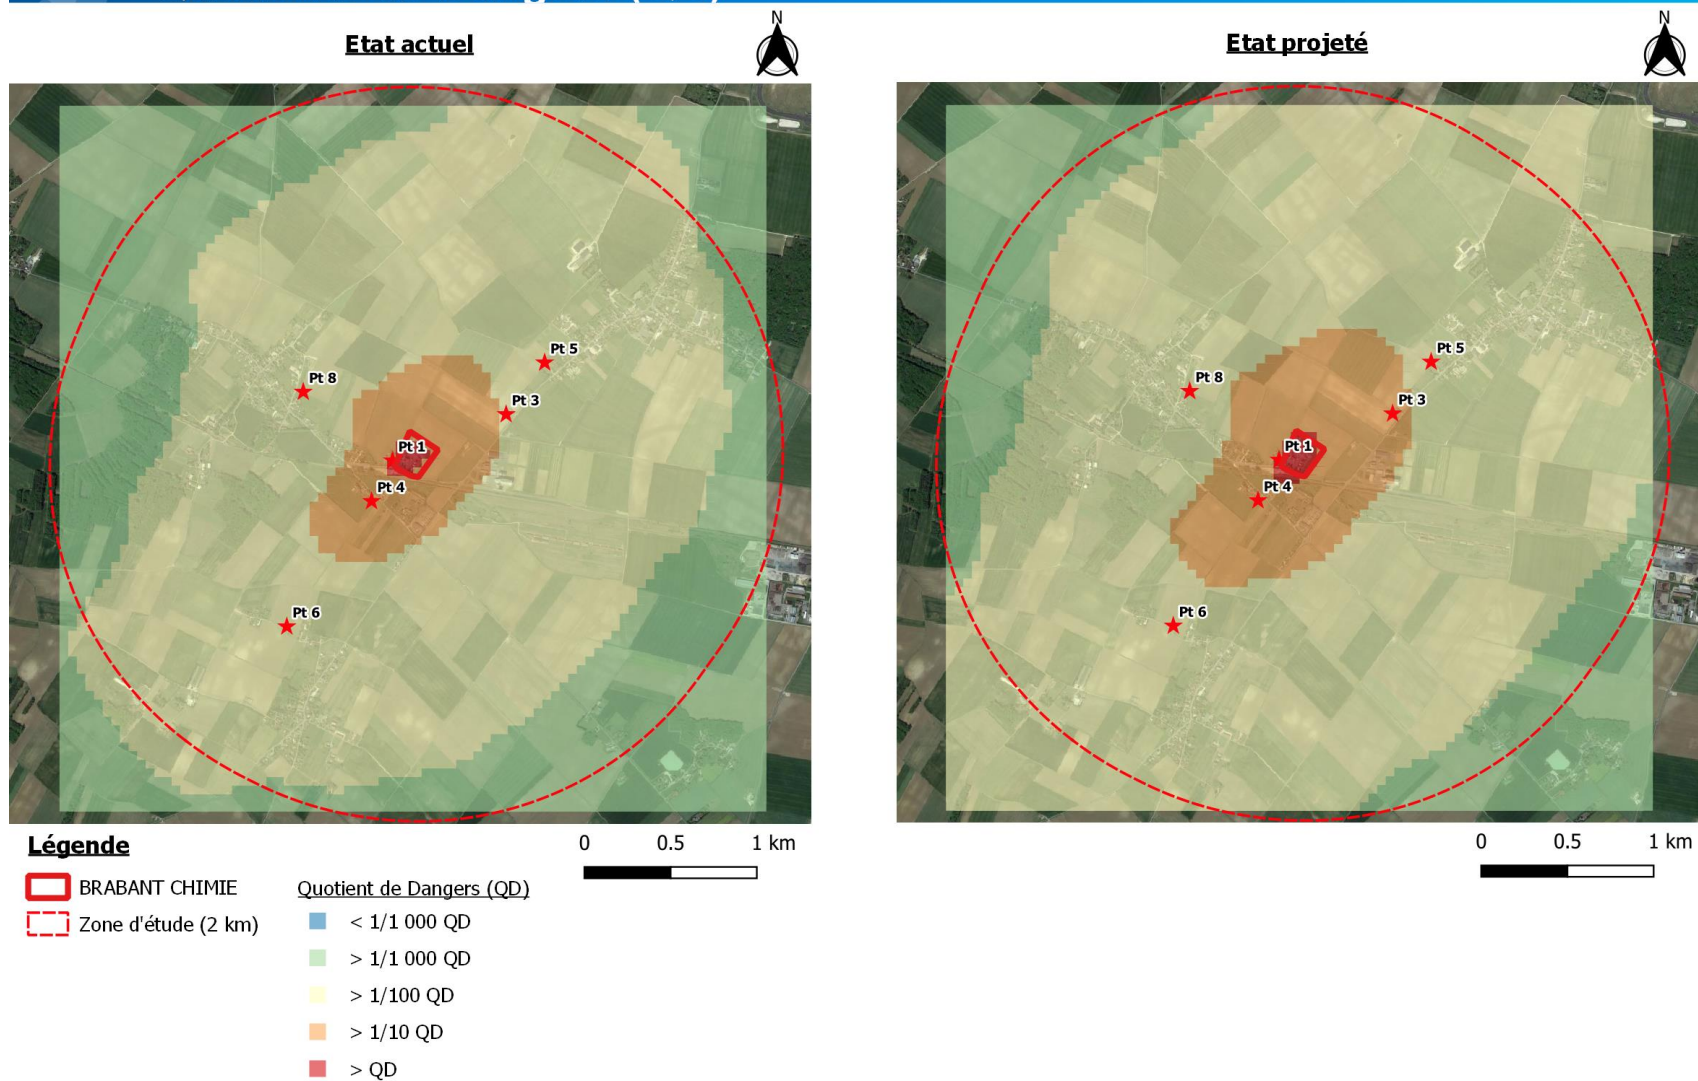 Etat actuel
N
Etat projeté
N
Pt 5
Pt 8
Pt 3
Pt 1
Pt 4
Pt 6
Pt 5
Pt 8
Pt 3
Pt 1
Pt 4
Pt 6
0 0.5 1 km
0 0.5 1 km
Légende
BRABANT CHIMIE
Zone d'étude (2 km)
Quotient de Dangers (QD)
< 1/1 000 QD
> 1/1 000 QD
> 1/100 QD
> 1/10 QD
> QD